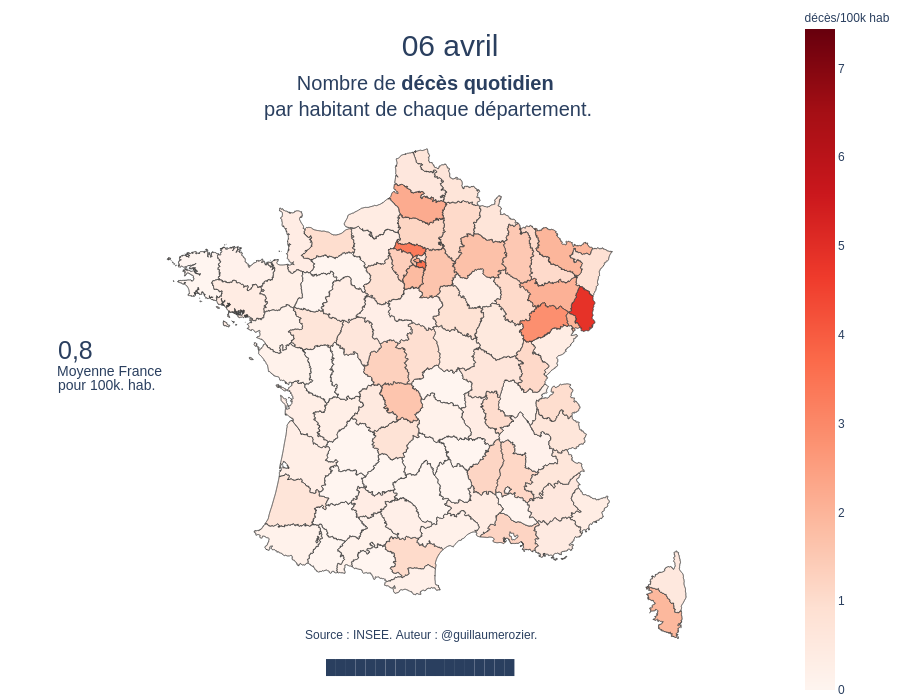 décès/100k hab
06 avril
Nombre de décès quotidien
par habitant de chaque département.
7
6
5
4
3
2
1
0
0,8
Moyenne France
pour 100k. hab.
Source : INSEE. Auteur : @guillaumerozier.